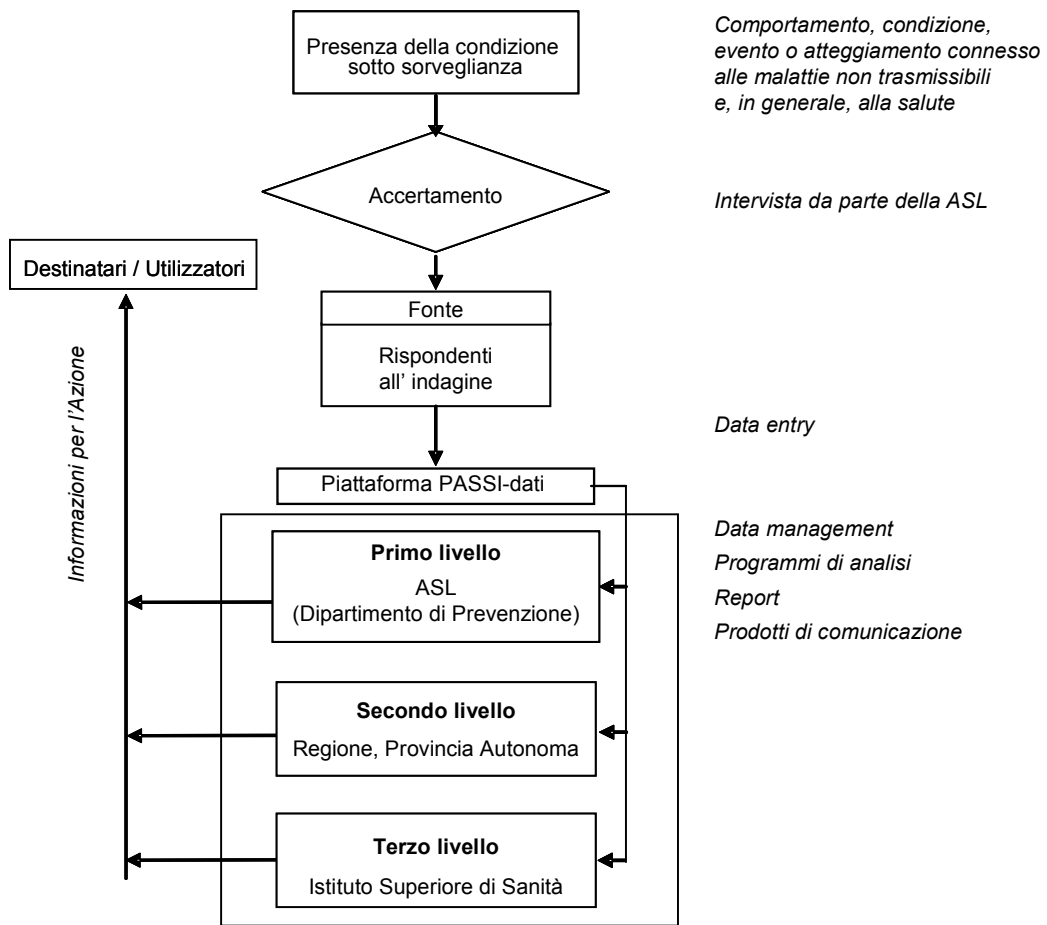 Presenza della condizione
sotto sorveglianza
Comportamento, condizione,
evento o atteggiamento connesso
alle malattie non trasmissibili
e, in generale, alla salute
Accertamento
Intervista da parte della ASL
Destinatari / Utilizzatori
Fonte
Rispondenti
all' indagine
Informazioni per l'Azione
Data entry
Piattaforma PASSI-dati
Primo livello
ASL
(Dipartimento di Prevenzione)
Data management
Programmi di analisi
Report
Prodotti di comunicazione
Secondo livello
Regione, Provincia Autonoma
Terzo livello
Istituto Superiore di Sanità